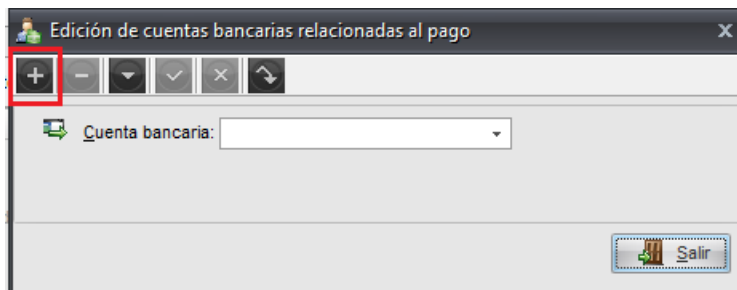 Edición de cuentas bancarias relacionadas al pago
Cuenta bancaria:
Salir